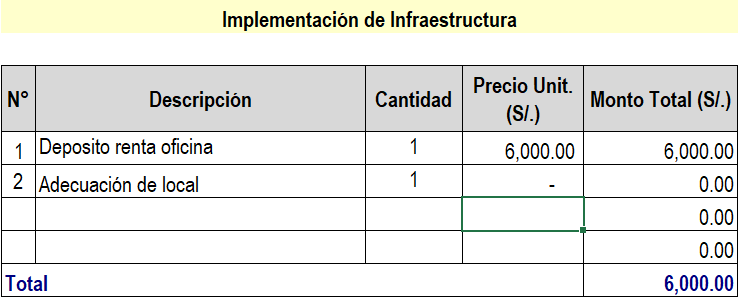 Implementación de Infraestructura
N° Descripción Cantidad Precio Unit. (S/.) Monto Total (S/.)
1 Deposito renta oficina 1 6,000.00 6,000.00
2 Adecuación de local 1 - 0.00
0.00
0.00
Total 6,000.00